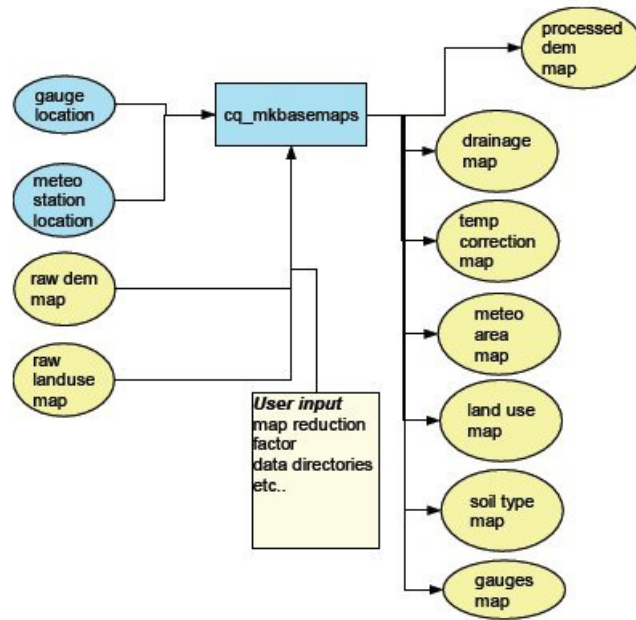 gauge
location
meteo
station
location
raw dem
map
raw
landuse
map
cq_mkbasemaps
User input
map reduction
factor
data directories
etc..
processed
dem
map
drainage
map
temp
correction
map
meteo
area
map
land use
map
soil type
map
gauges
map